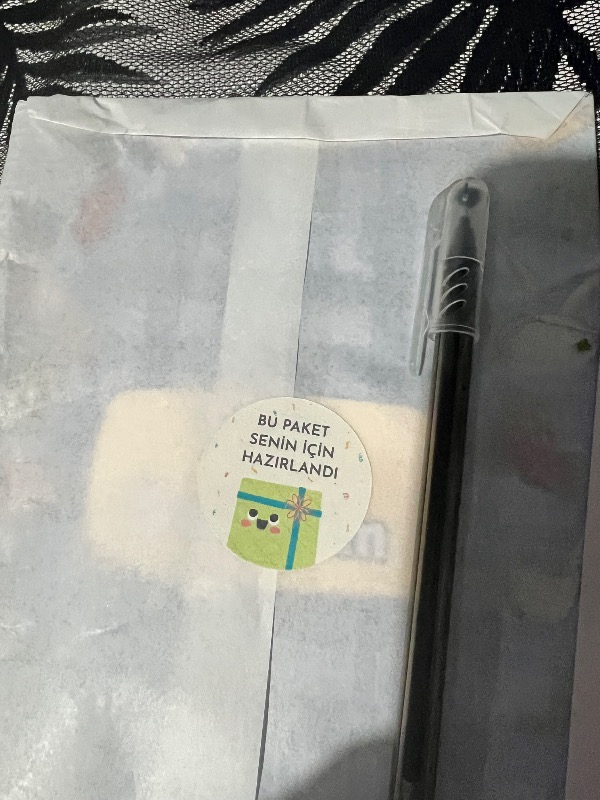 BU PAKET
SENİN İÇİN
HAZIRLANDI